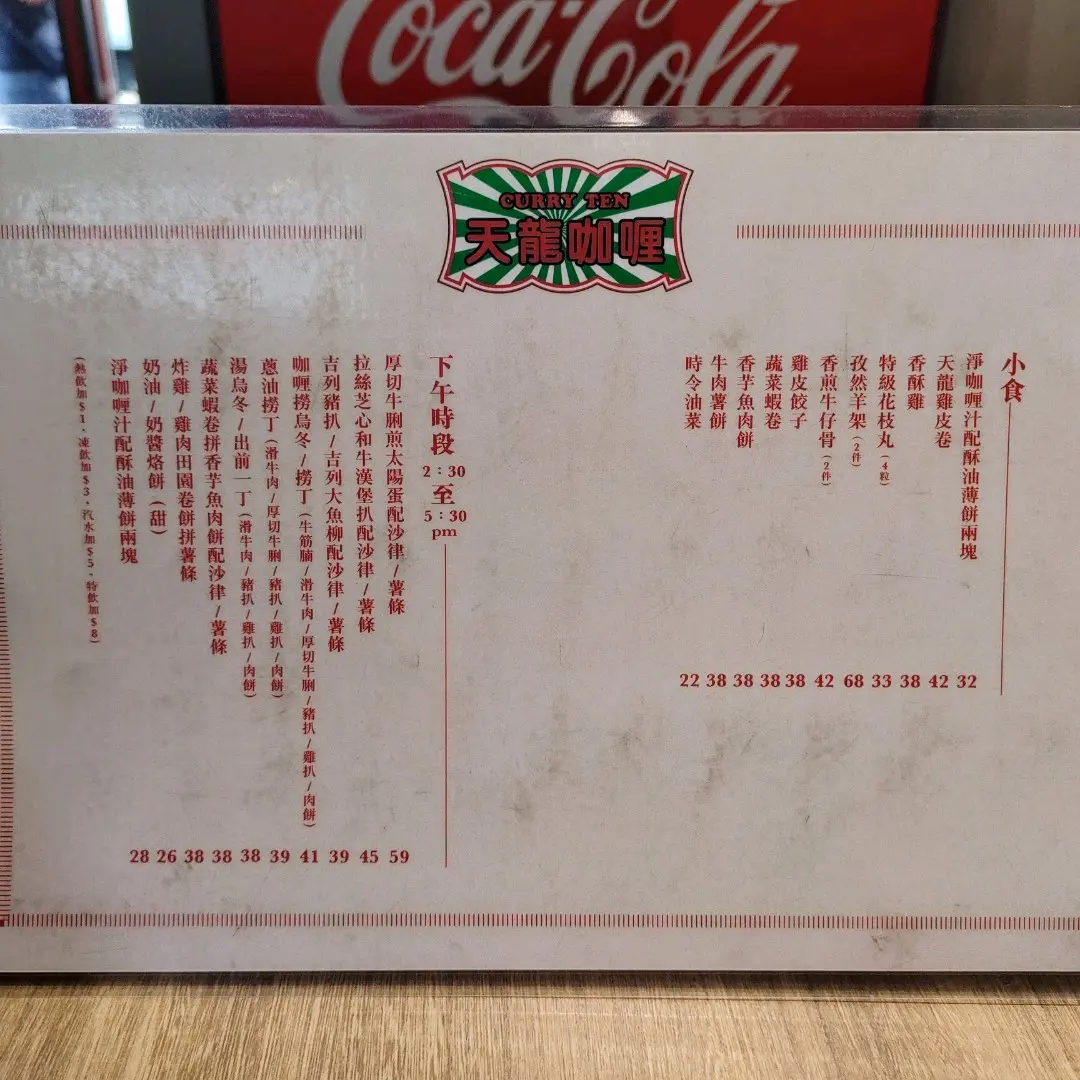 Coca-Cola
CURRY TEN
天龍咖喱
小食
淨咖喱汁配酥油薄餅兩塊 32
天龍雞皮卷 42
香酥雞 38
特級花枝丸（4粒） 33
孜然羊架（2件） 68
香煎牛仔骨（2件） 42
雞皮餃子 38
蔬菜蝦卷 38
香芋魚肉餅 38
牛肉薯餅 38
時令油菜 22
下午時段 2:30 至 5:30 pm
厚切牛脷煎太陽蛋配沙律/薯條 59
拉絲芝心和牛漢堡扒配沙律/薯條 45
吉列豬扒/吉列大魚柳配沙律/薯條 39
咖喱撈烏冬/撈丁（牛筋腩/滑牛肉/厚切牛脷/豬扒/雞扒/肉餅） 41
蔥油撈丁（滑牛肉/厚切牛脷/豬扒/雞扒/肉餅） 39
湯烏冬/出前一丁（滑牛肉/豬扒/雞扒/肉餅） 38
蔬菜蝦卷拼香芋魚肉餅配沙律/薯條 38
炸雞/雞肉田園卷餅拼薯條 38
奶油/奶醬烙餅（甜） 26
淨咖喱汁配酥油薄餅兩塊 28
（熱飲加$1、凍飲加$3，汽水加$5，特飲加$8）